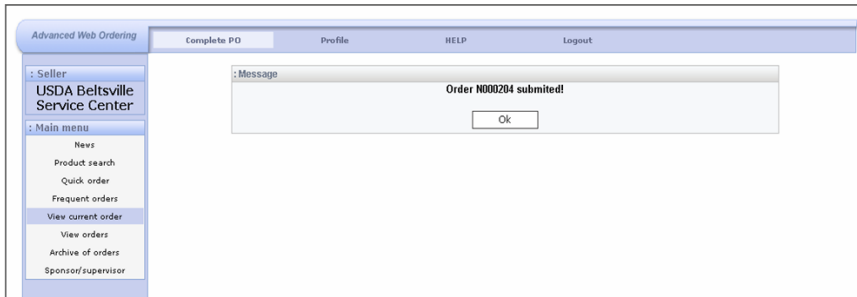 Advanced Web Ordering
Complete PO Profile HELP Logout
: Seller
USDA Beltsville
Service Center
: Main menu
News
Product search
Quick order
Frequent orders
View current order
View orders
Archive of orders
Sponsor/supervisor
: Message
Order N000204 submited!
Ok